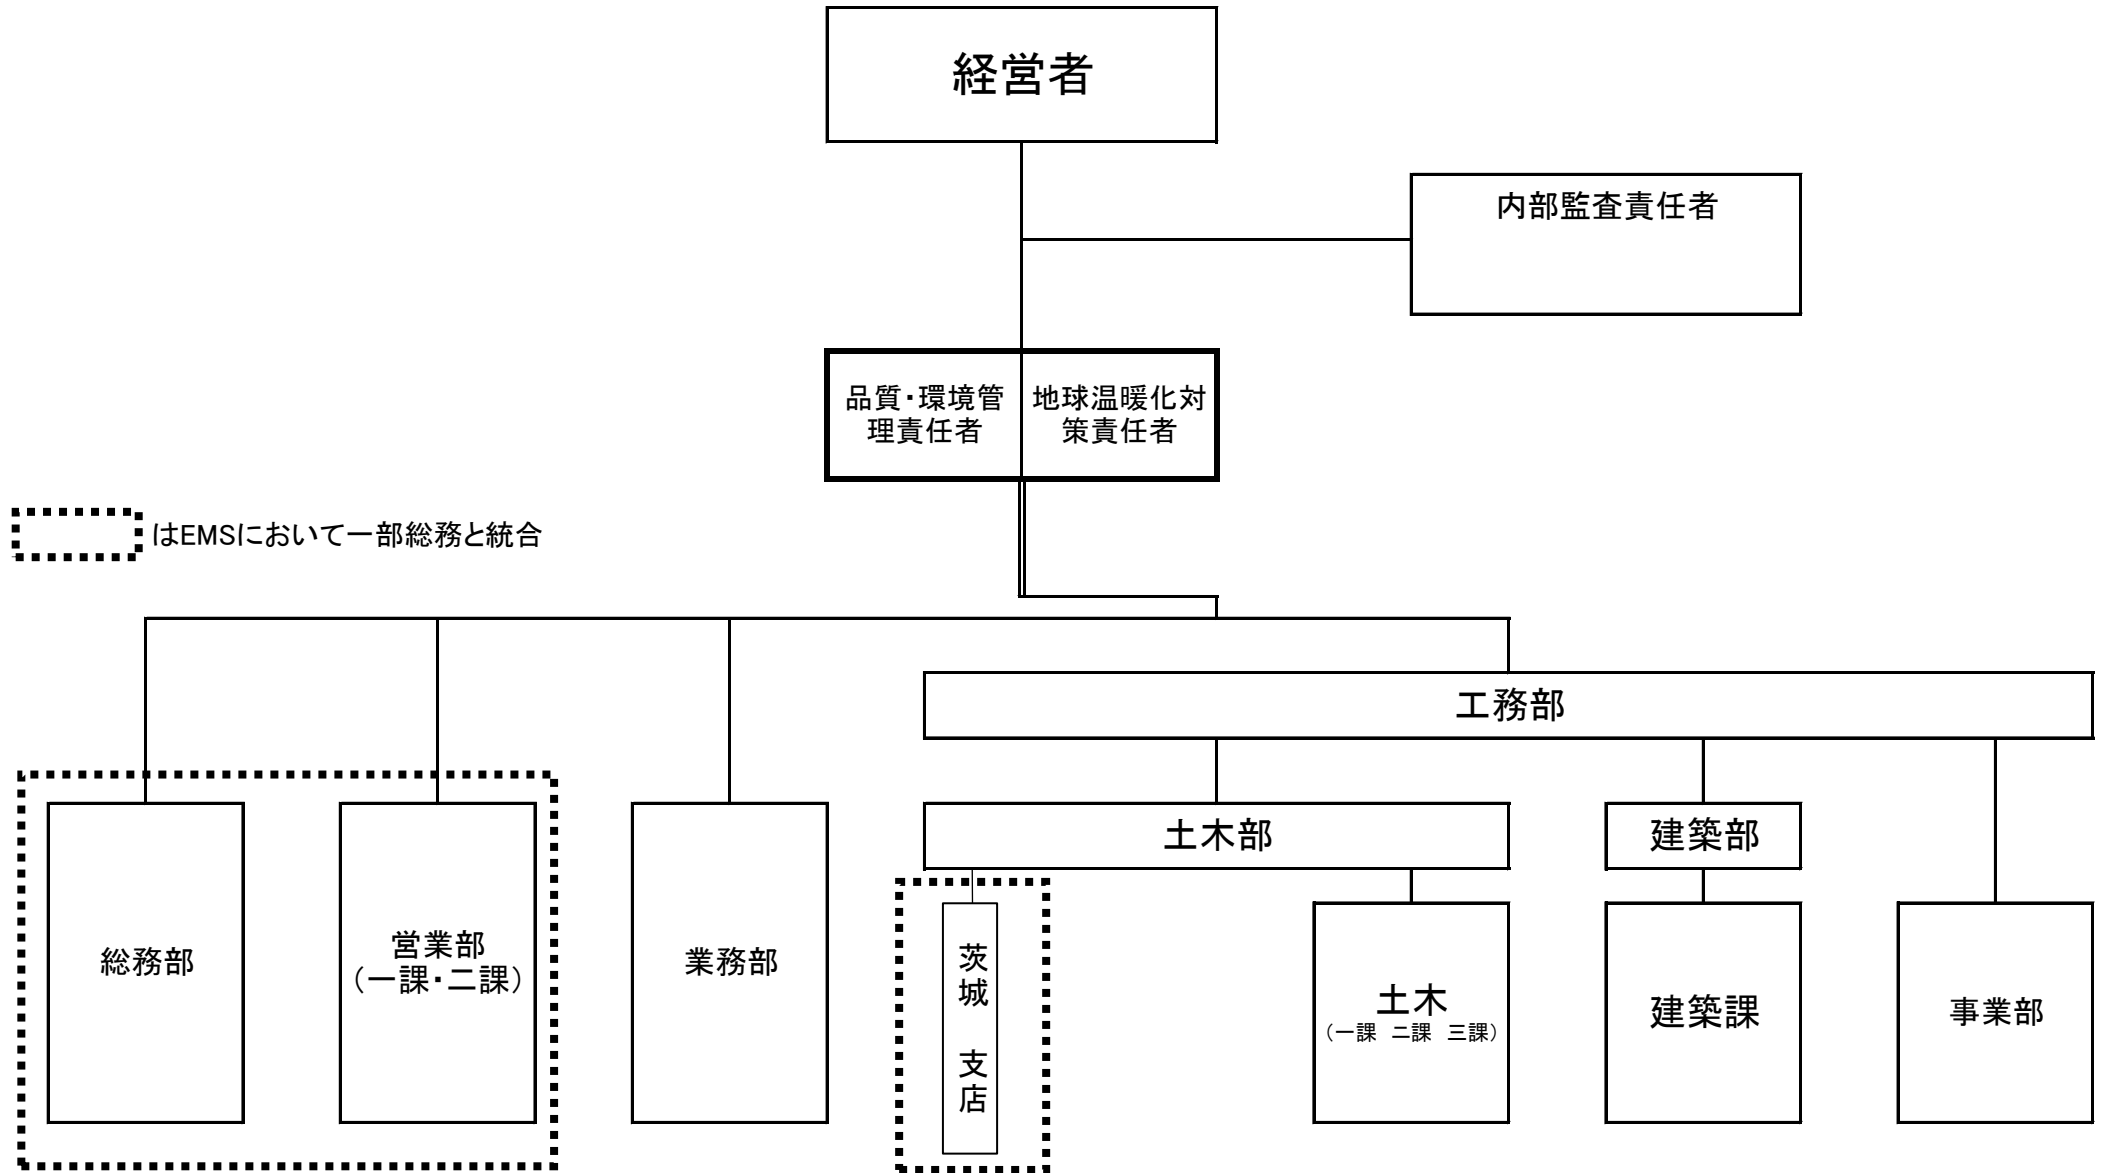 経営者
内部監査責任者
品質・環境管
理責任者
地球温暖化対
策責任者
はEMSにおいて一部総務と統合
工務部
土木部
建築部
総務部
営業部
（一課・二課）
業務部
茨城　支店
土木
（一課　二課　三課）
建築課
事業部